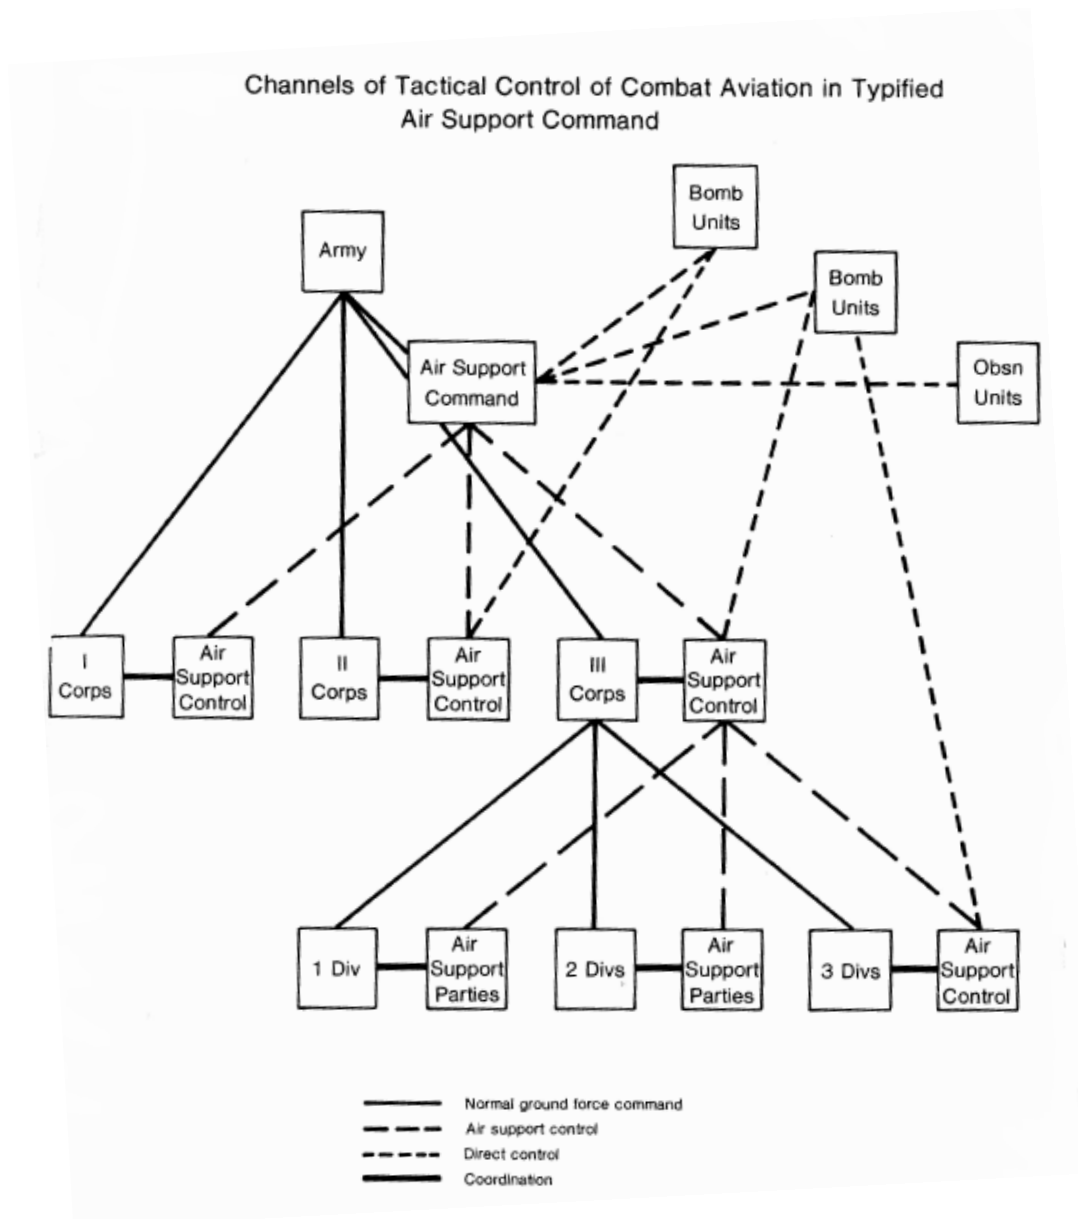 Channels of Tactical Control of Combat Aviation in Typified
Air Support Command
Bomb
Units
Army
Bomb
Units
Air Support
Command
Obsn
Units
I
Corps
Air
Support
Control
II
Corps
Air
Support
Control
III
Corps
Air
Support
Control
1 Div
Air
Support
Parties
2 Divs
Air
Support
Parties
3 Divs
Air
Support
Control
Normal ground force command
Air support control
Direct control
Coordination